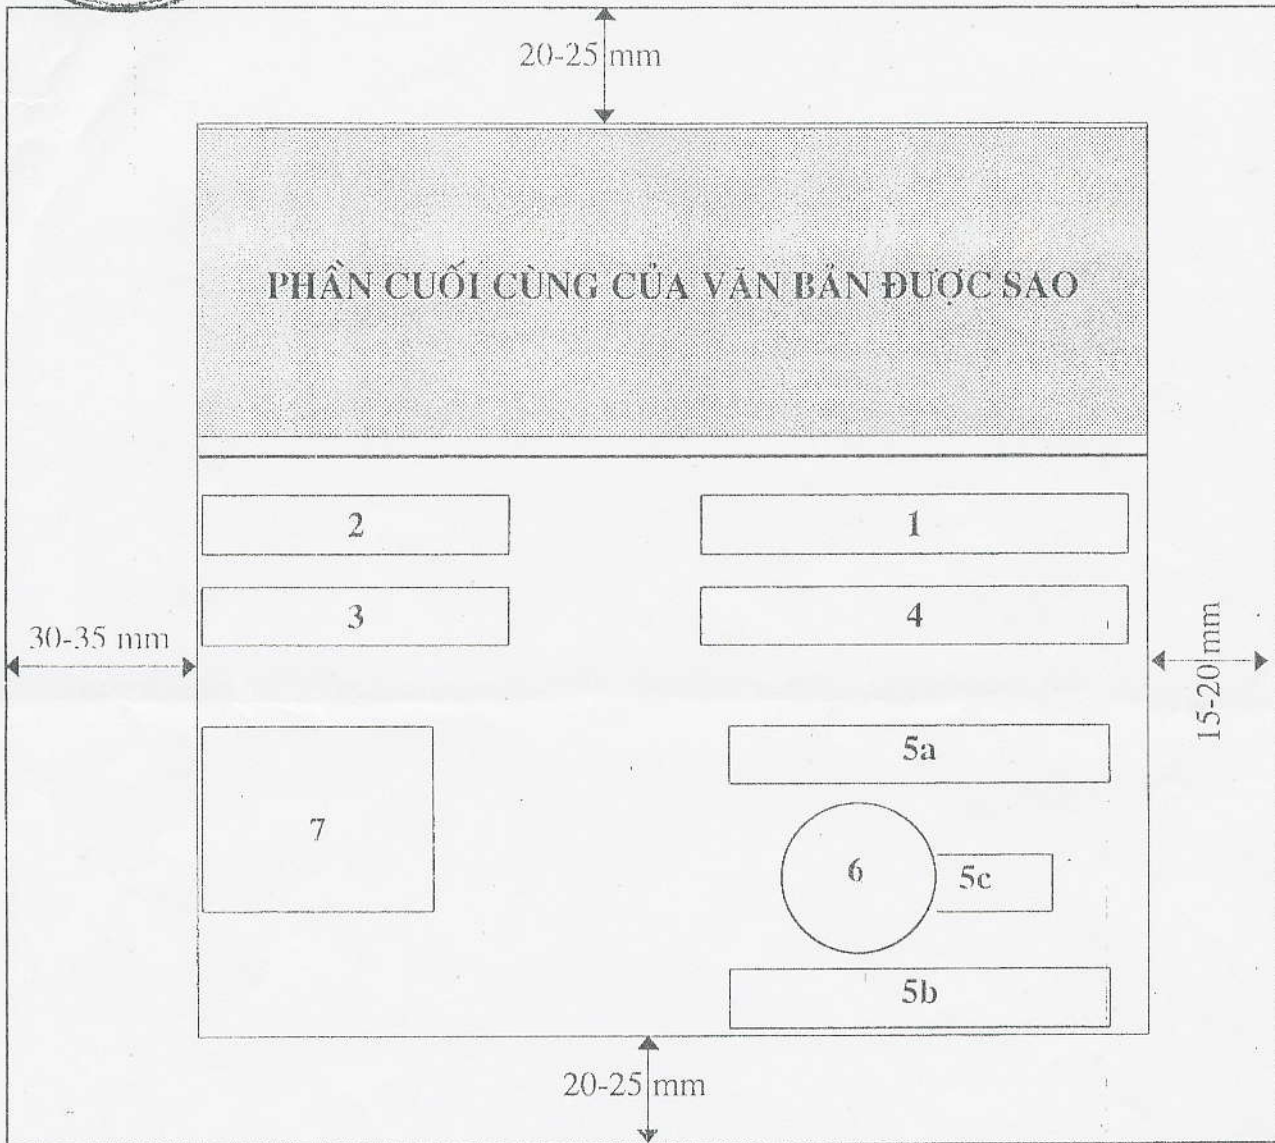 20-25 mm
PHẦN CUỐI CÙNG CỦA VĂN BẢN ĐƯỢC SAO
2
1
3
4
30-35 mm
15-20 mm
5a
7
6
5c
5b
20-25 mm